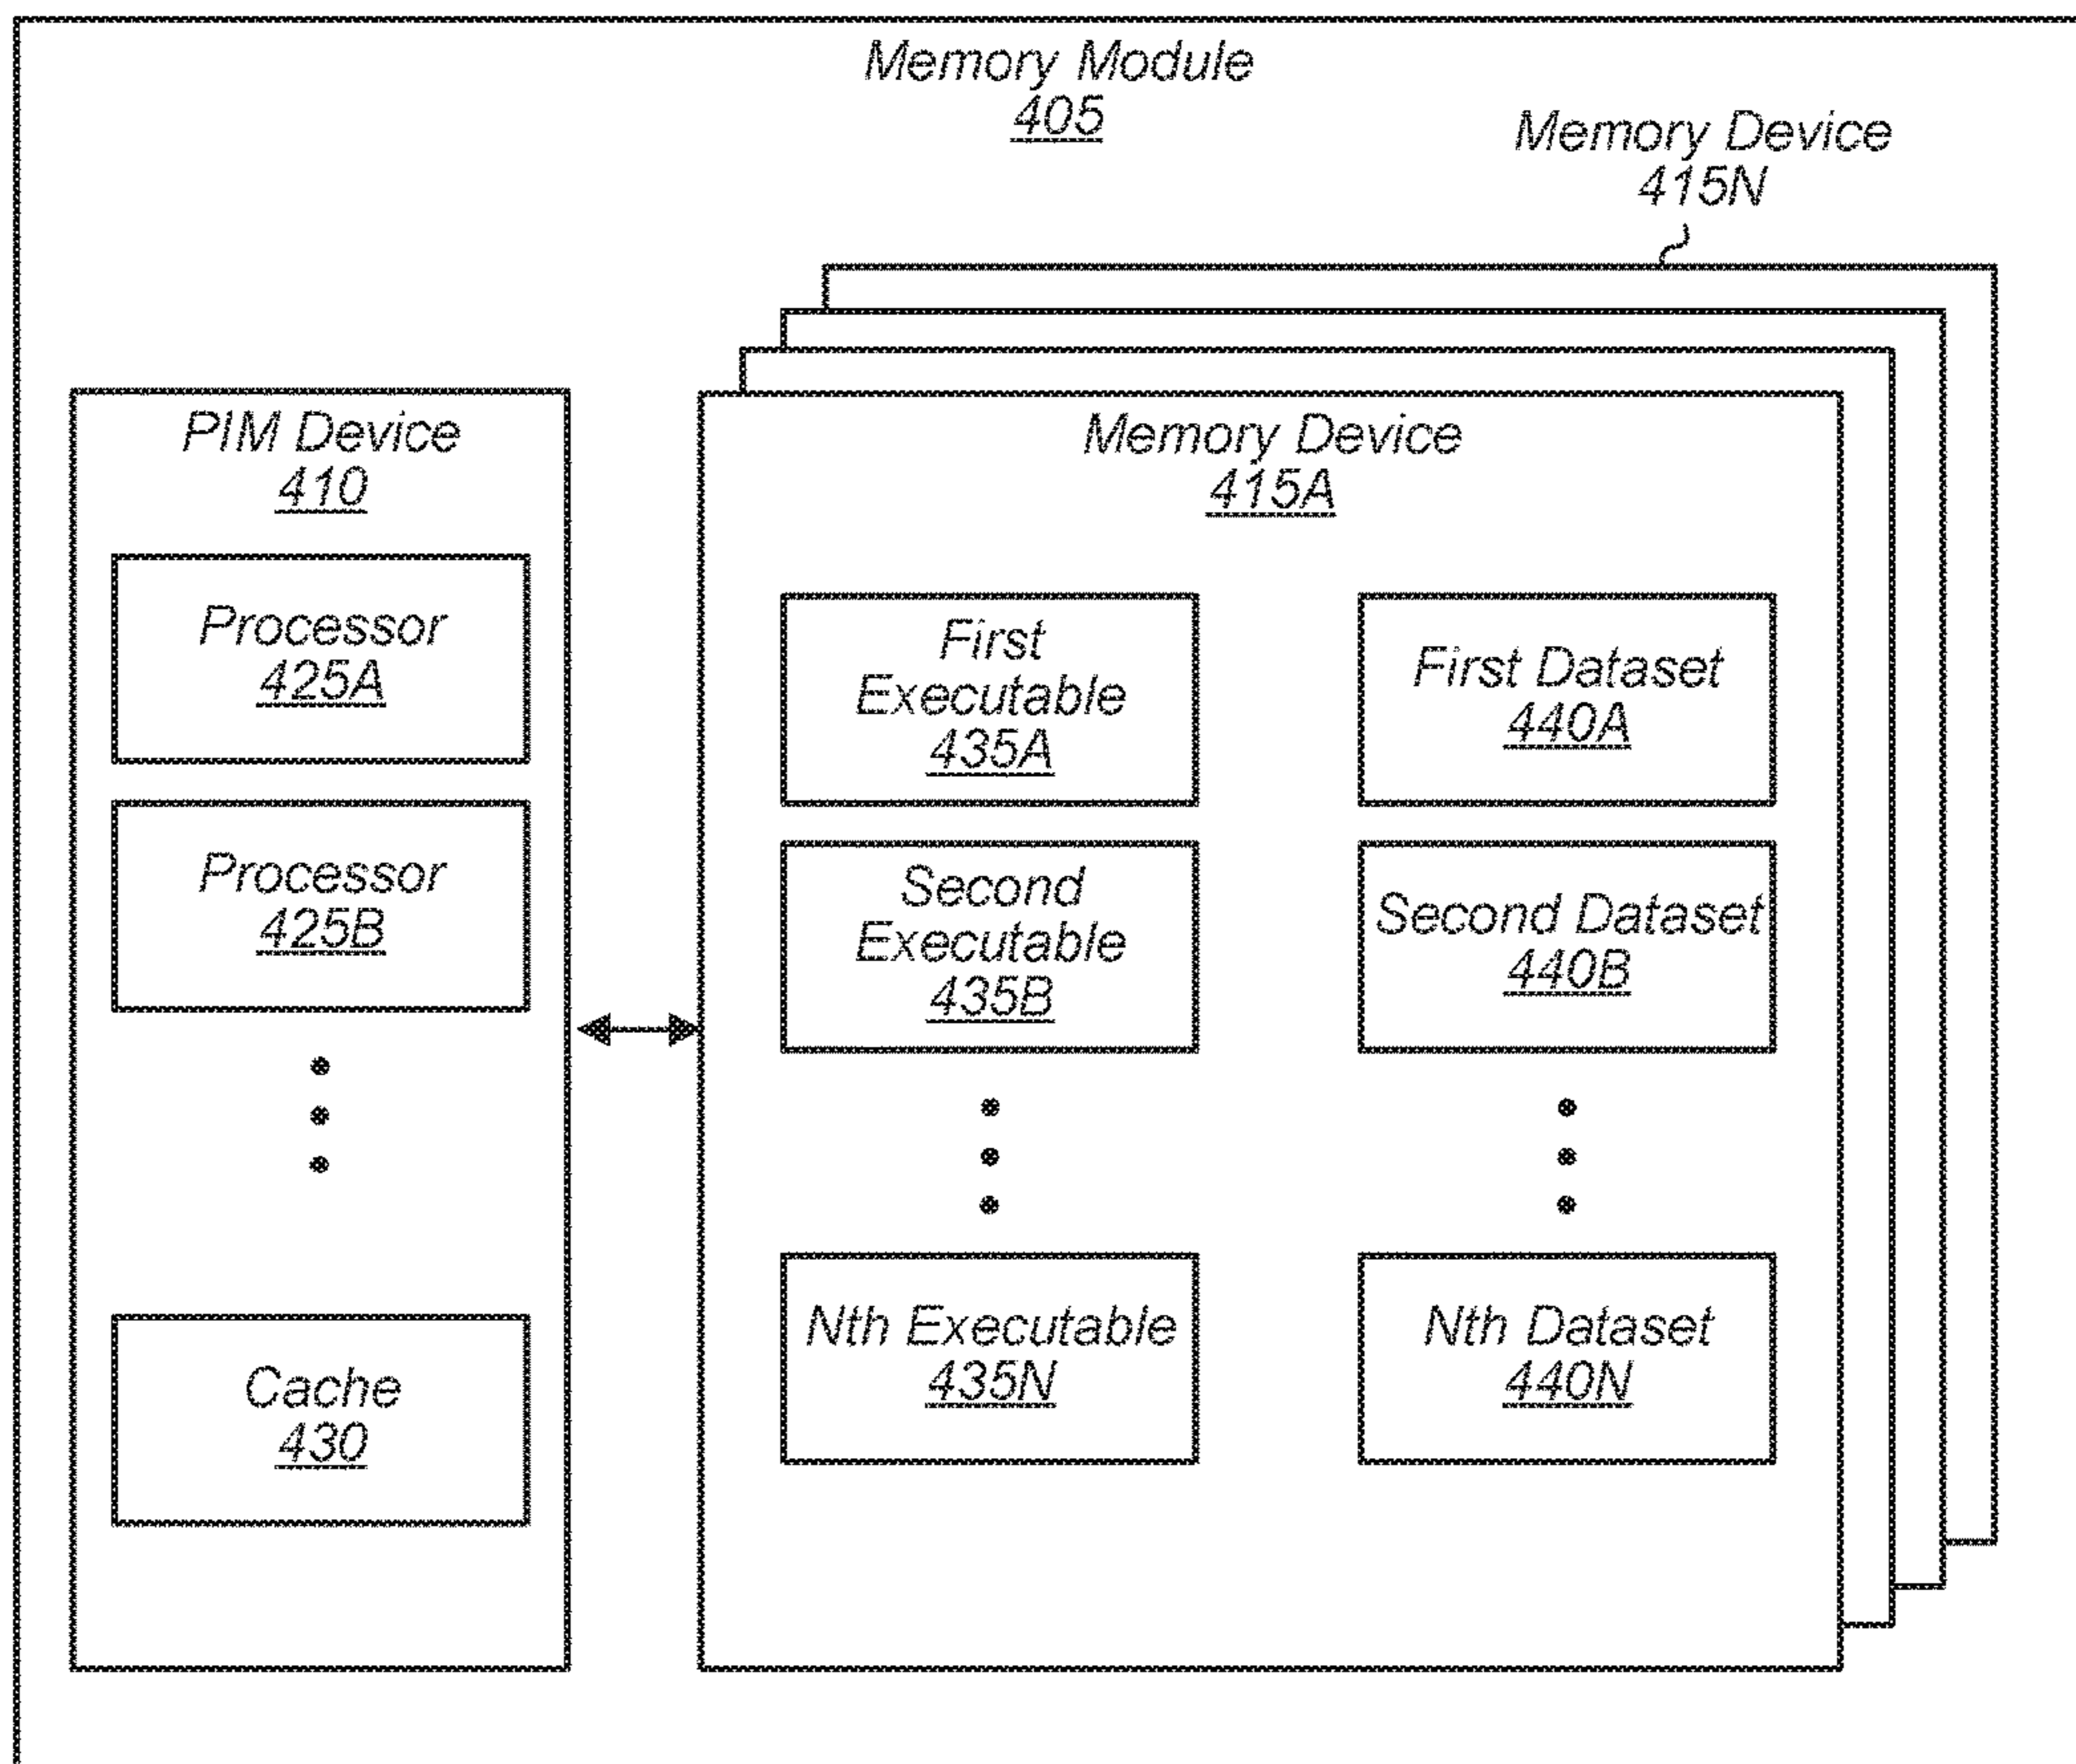 Memory Module
405
Memory Device
415N
PIM Device
410
Processor
425A
Processor
425B
Cache
430
Memory Device
415A
First
Executable
435A
First Dataset
440A
Second
Executable
435B
Second Dataset
440B
Nth Executable
435N
Nth Dataset
440N